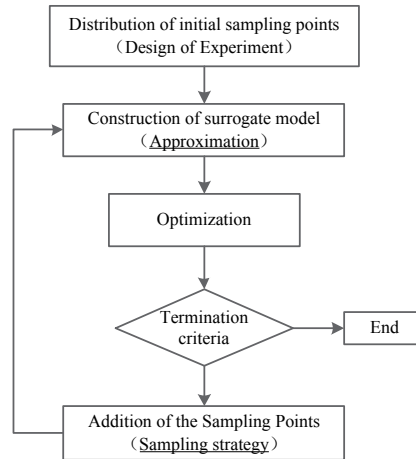 Distribution of initial sampling points
（Design of Experiment）
Construction of surrogate model
（Approximation）
Optimization
Termination
criteria
End
Addition of the Sampling Points
（Sampling strategy）